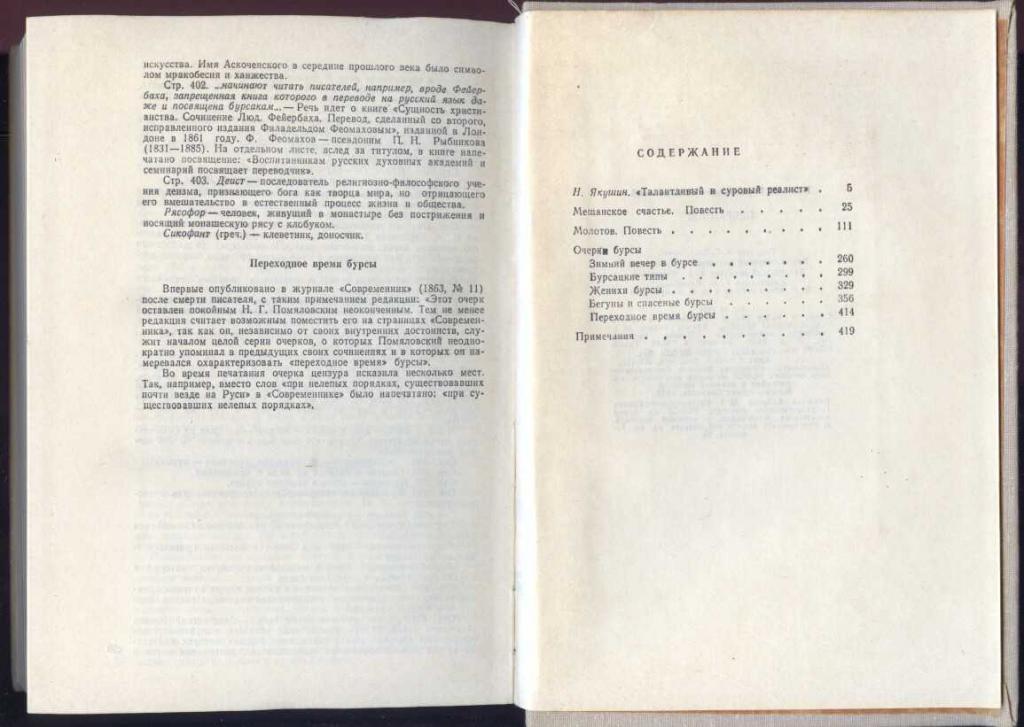 искусства. Имя Аскоченского в середине прошлого века было симво-
лом мракобесия и ханжества.
Стр. 402. ...начинают читать писателей, например, вроде Фейер-
баха, запрещенная книга которого в переводе на русский язык да-
же и посвящена бурсакам...— Речь идет о книге «Сущность христи-
анства. Сочинение Люд. Фейербаха. Перевод, сделанный со второго,
исправленного издания Филадельфом Феомаховым», изданной в Лон-
доне в 1861 году. Ф. Феомахов — псевдоним П. Н. Рыбникова
(1831—1885). На отдельном листе, вслед за титулом, в книге напе-
чатано посвящение: «Воспитанникам русских духовных академий и
семинарий посвящает переводчик».
Стр. 403. Деист — последователь религиозно-философского уче-
ния деизма, признающего бога как творца мира, но отрицающего
его вмешательство в естественный процесс жизни и общества.
Рясофор — человек, живущий в монастыре без пострижения и
носящий монашескую рясу с клобуком.
Сикофант (греч.) — клеветник, доносчик.
Переходное время бурсы
Впервые опубликовано в журнале «Современник» (1863, № 11)
после смерти писателя, с таким примечанием редакции: «Этот очерк
оставлен покойным Н. Г. Помяловским неоконченным. Тем не менее
редакция считает возможным поместить его на страницах «Современ-
ника», так как он, независимо от своих внутренних достоинств, слу-
жит началом целой серии очерков, о которых Помяловский неодно-
кратно упоминал в предыдущих своих сочинениях и в которых он на-
меревался охарактеризовать «переходное время» бурсы».
Во время печатания очерка цензура исказила несколько мест.
Так, например, вместо слов «при нелепых порядках, существовавших
почти везде на Руси» в «Современнике» было напечатано: «при су-
ществовавших нелепых порядках».
СОДЕРЖАНИЕ
Н. Якушин. «Талантливый и суровый реалист» . 5
Мещанское счастье. Повесть . . . . . 25
Молотов. Повесть . . . . . . . . 111
Очерки бурсы
Зимний вечер в бурсе . . . . . . . 260
Бурсацкие типы . . . . . . . . 299
Женихи бурсы . . . . . . . . . 329
Бегуны и спасеные бурсы . . . . . . 356
Переходное время бурсы . . . . . . 414
Примечания . . . . . . . . . . 419